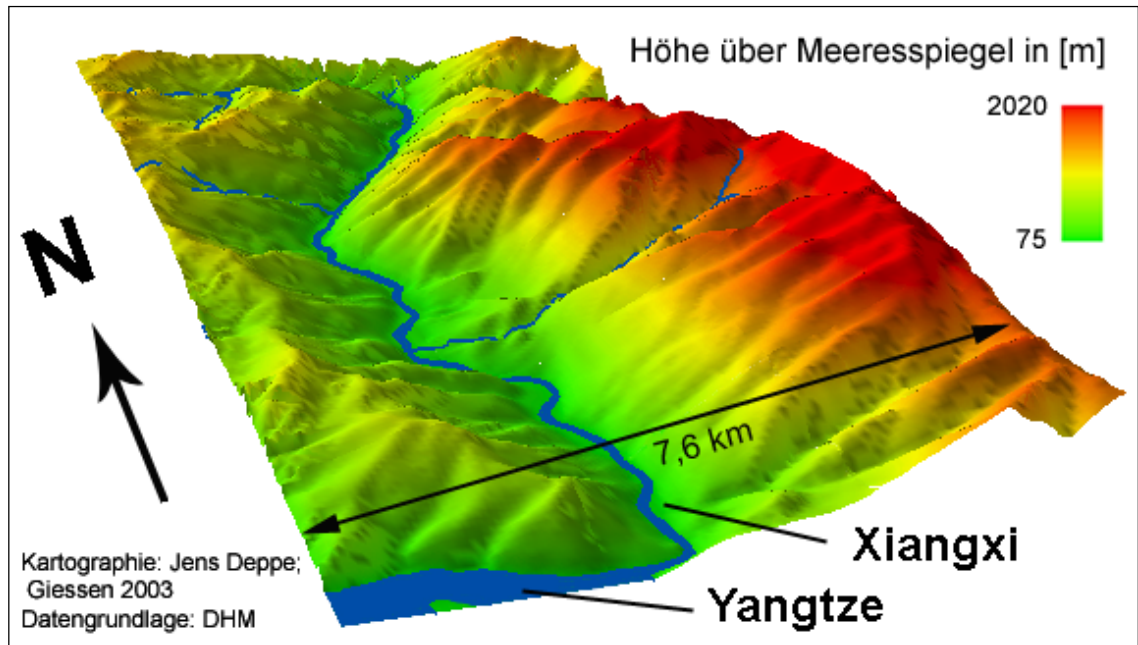 Höhe über Meeresspiegel in [m]
2020
75
N
7,6 km
Xiangxi
Yangtze
Kartographie: Jens Deppe;
Giessen 2003
Datengrundlage: DHM